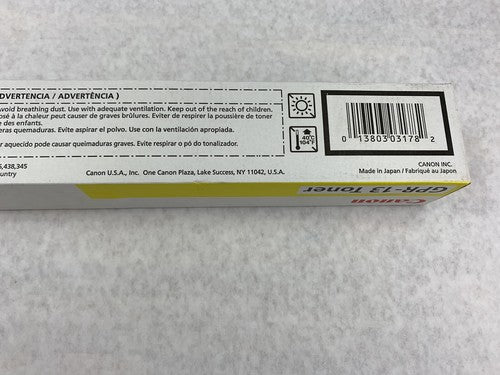 DVERTENCIA / ADVERTÊNCIA )
void breathing dust. Use with adequate ventilation. Keep out of the reach of children.
osé à la chaleur peut causer de graves brûlures. Eviter de respirer la poussière de toner
e des enfants.
eras quemaduras. Evite aspirar el polvo. Use con la ventilación apropiada.
r aquecido pode causar queimaduras graves. Evite respirar o pó do tonalizador.
,438,345
ountry
Canon U.S.A., Inc. One Canon Plaza, Lake Success, NY 11042, U.S.A.
40°C
104°F
0 13803 03178 2
CANON INC.
Made in Japan / Fabriqué au Japon
GPR-13 Toner
Canon